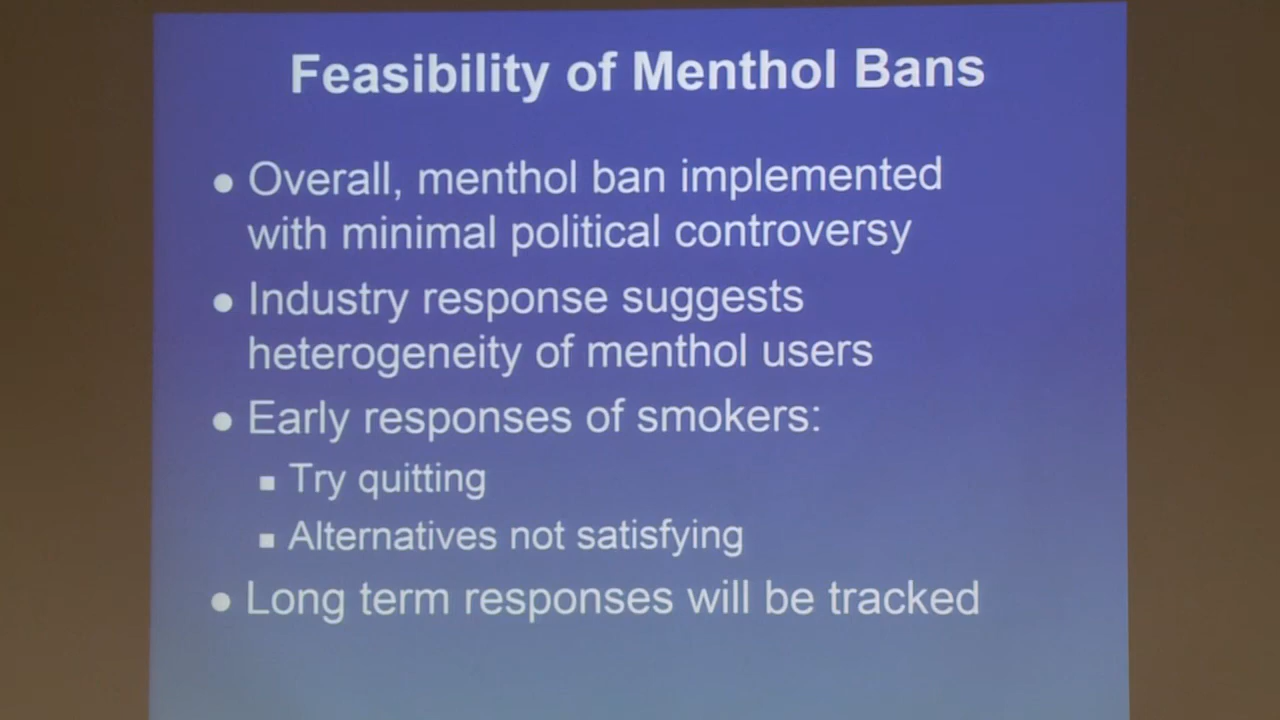 Feasibility of Menthol Bans
● Overall, menthol ban implemented
with minimal political controversy
● Industry response suggests
heterogeneity of menthol users
● Early responses of smokers:
■ Try quitting
■ Alternatives not satisfying
● Long term responses will be tracked